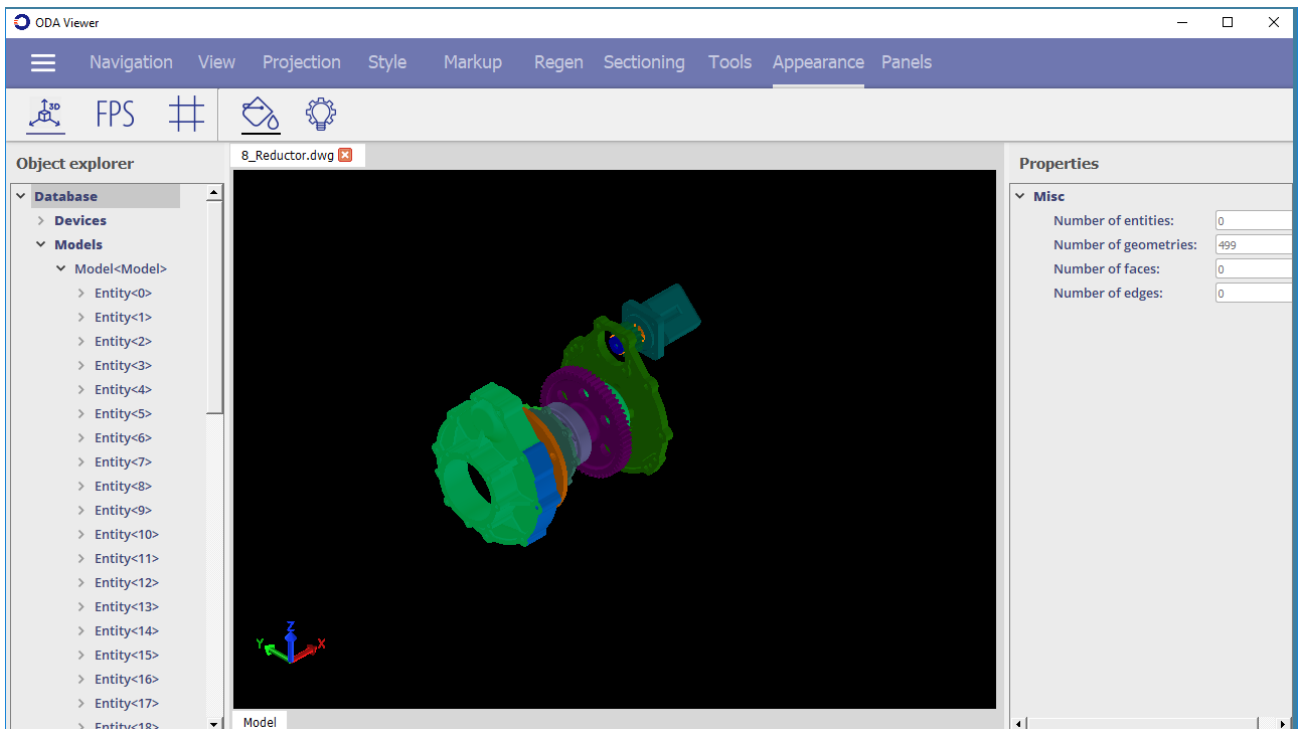 ODA Viewer
Navigation View Projection Style Markup Regen Sectioning Tools Appearance Panels
3D FPS
Object explorer
Database
Devices
Models
Model<Model>
Entity<0>
Entity<1>
Entity<2>
Entity<3>
Entity<4>
Entity<5>
Entity<6>
Entity<7>
Entity<8>
Entity<9>
Entity<10>
Entity<11>
Entity<12>
Entity<13>
Entity<14>
Entity<15>
Entity<16>
Entity<17>
Entity<18>
8_Reductor.dwg
Z
Y X
Model
Properties
Misc
Number of entities: 0
Number of geometries: 499
Number of faces: 0
Number of edges: 0